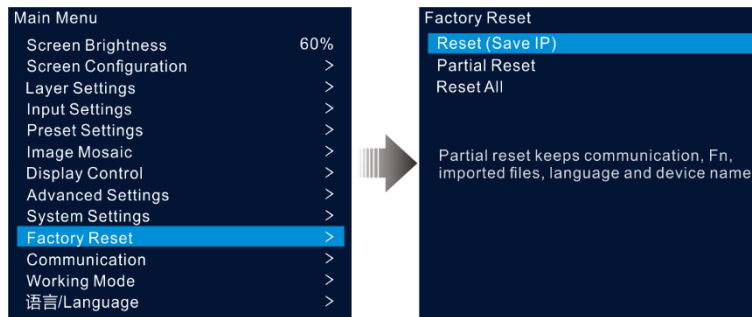 Main Menu
Screen Brightness 60%
Screen Configuration >
Layer Settings >
Input Settings >
Preset Settings >
Image Mosaic >
Display Control >
Advanced Settings >
System Settings >
Factory Reset >
Communication >
Working Mode >
语言/Language >
Factory Reset
Reset (Save IP)
Partial Reset
Reset All
Partial reset keeps communication, Fn,
imported files, language and device name